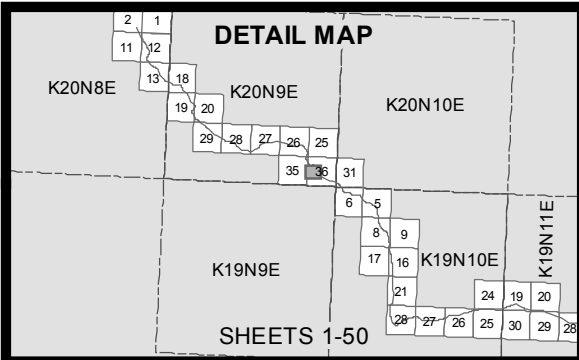 2 1
DETAIL MAP
11 12
K20N8E
13 18
K20N9E
K20N10E
19 20
29 28 27 26 25
35 36 31
6 5
8 9
K19N11E
17 16
K19N10E
K19N9E
21
24 19 20
28 27 26 25 30 29 28
SHEETS 1-50